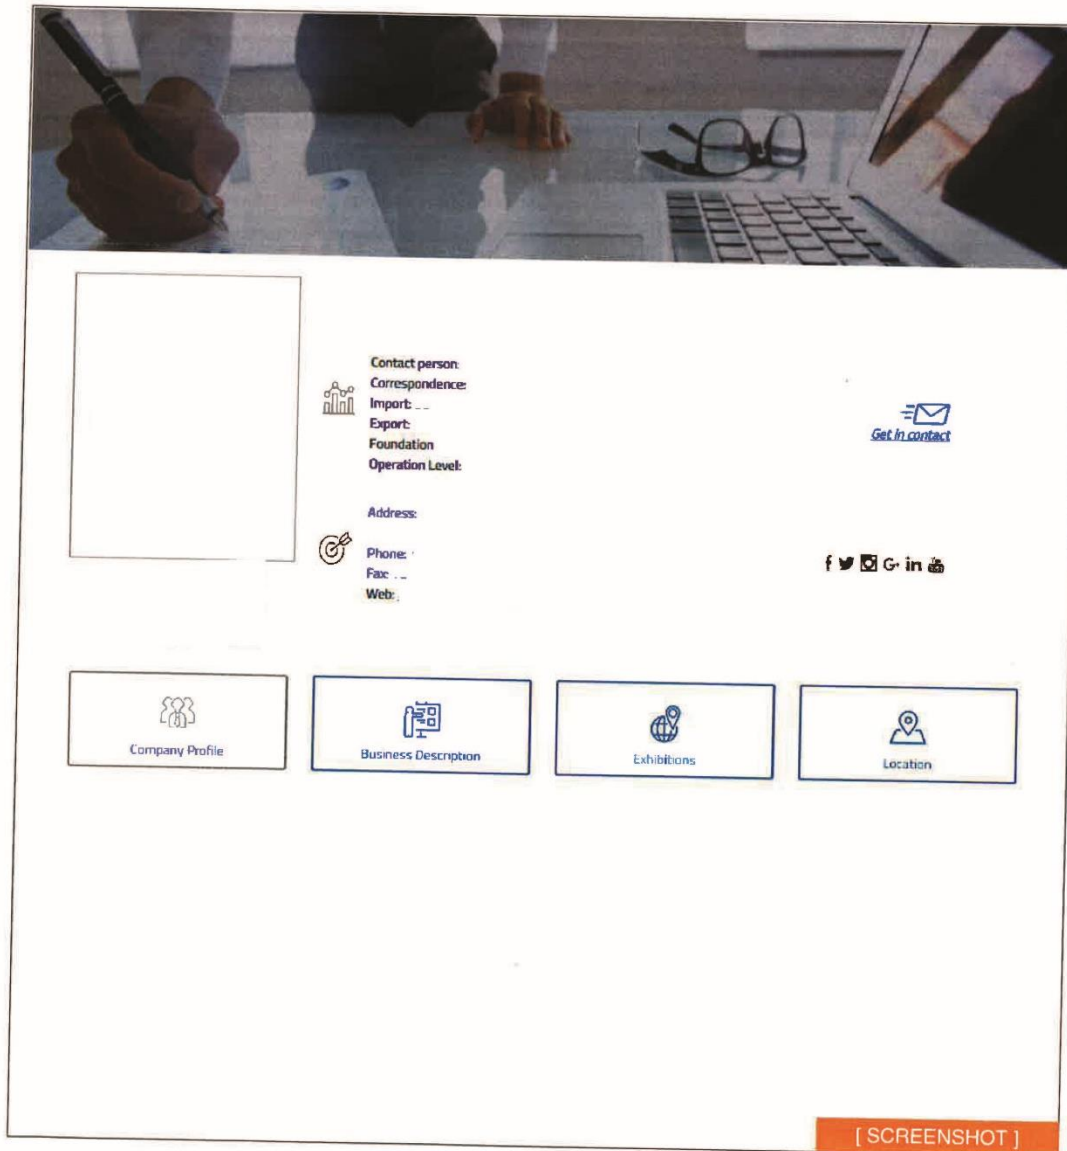 Contact person:
Correspondence:
Import:
Export:
Foundation
Operation Level:
Get in contact
Address:
Phone:
Fax:
Web:
Company Profile
Business Description
Exhibitions
Location
[ SCREENSHOT ]